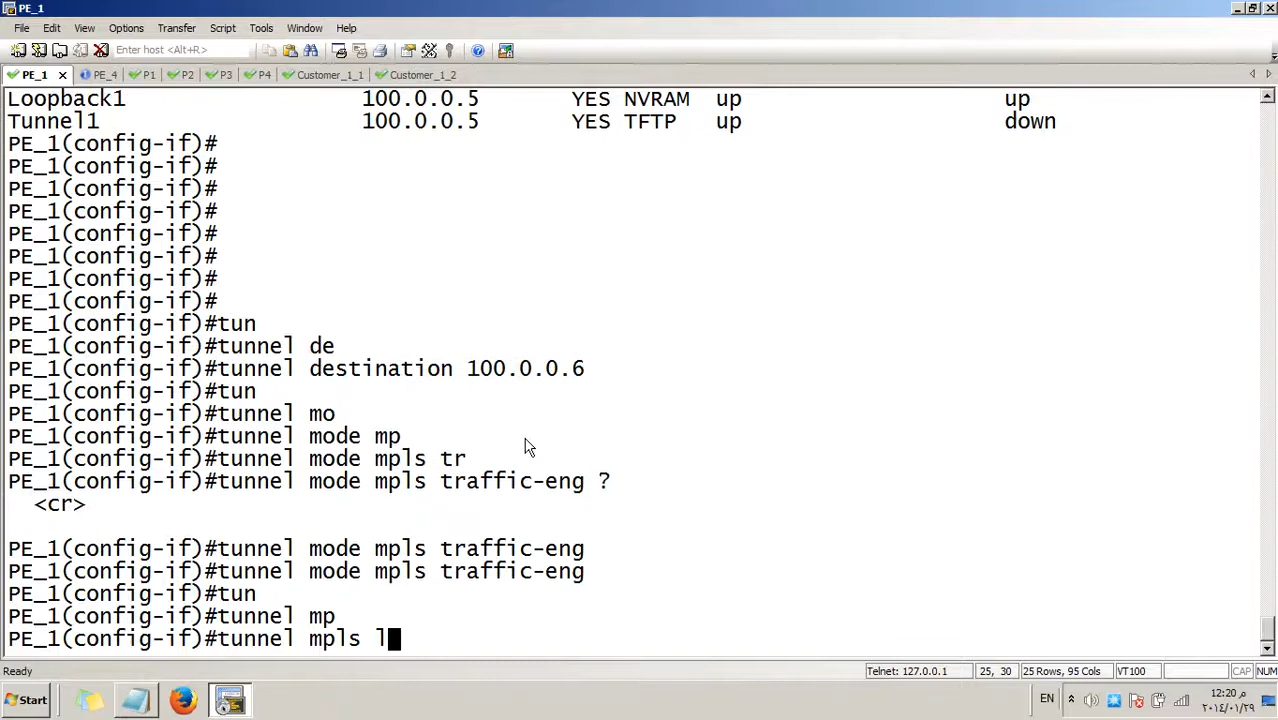 PE_1
File Edit View Options Transfer Script Tools Window Help
Enter host <Alt+R>
PE_1 PE_4 P1 P2 P3 P4 Customer_1_1 Customer_1_2
Loopback1 100.0.0.5 YES NVRAM up up
Tunnel1 100.0.0.5 YES TFTP up down
PE_1(config-if)#
PE_1(config-if)#
PE_1(config-if)#
PE_1(config-if)#
PE_1(config-if)#
PE_1(config-if)#
PE_1(config-if)#
PE_1(config-if)#
PE_1(config-if)#tun
PE_1(config-if)#tunnel de
PE_1(config-if)#tunnel destination 100.0.0.6
PE_1(config-if)#tun
PE_1(config-if)#tunnel mo
PE_1(config-if)#tunnel mode mp
PE_1(config-if)#tunnel mode mpls tr
PE_1(config-if)#tunnel mode mpls traffic-eng ?
<cr>
PE_1(config-if)#tunnel mode mpls traffic-eng
PE_1(config-if)#tunnel mode mpls traffic-eng
PE_1(config-if)#tun
PE_1(config-if)#tunnel mp
PE_1(config-if)#tunnel mpls l
Ready Telnet: 127.0.0.1 25, 30 25 Rows, 95 Cols VT100 CAP NUM
Start EN 12:20 م
٢٠١٤/٠١/٢٩